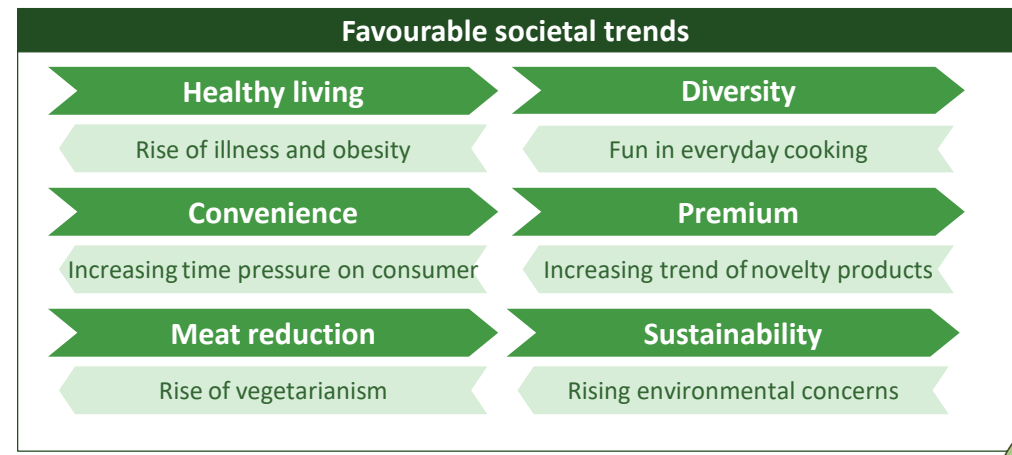 Favourable societal trends
Healthy living
Rise of illness and obesity
Diversity
Fun in everyday cooking
Convenience
Increasing time pressure on consumer
Premium
Increasing trend of novelty products
Meat reduction
Rise of vegetarianism
Sustainability
Rising environmental concerns